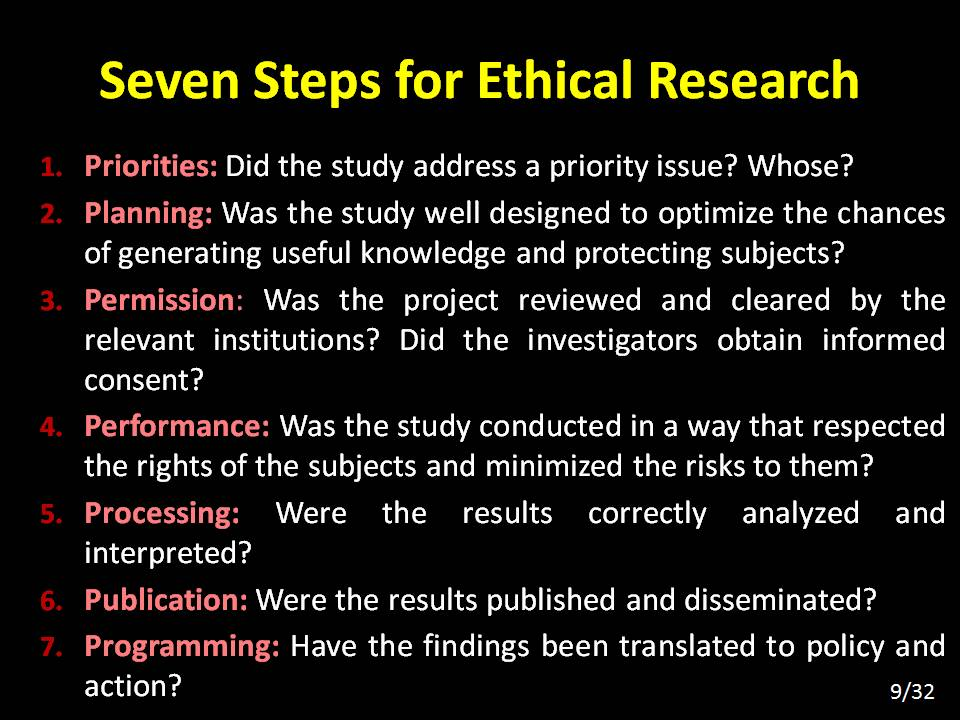 Seven Steps for Ethical Research
1. Priorities: Did the study address a priority issue? Whose?
2. Planning: Was the study well designed to optimize the chances
of generating useful knowledge and protecting subjects?
3. Permission: Was the project reviewed and cleared by the
relevant institutions? Did the investigators obtain informed
consent?
4. Performance: Was the study conducted in a way that respected
the rights of the subjects and minimized the risks to them?
5. Processing: Were the results correctly analyzed and
interpreted?
6. Publication: Were the results published and disseminated?
7. Programming: Have the findings been translated to policy and
action?
9/32